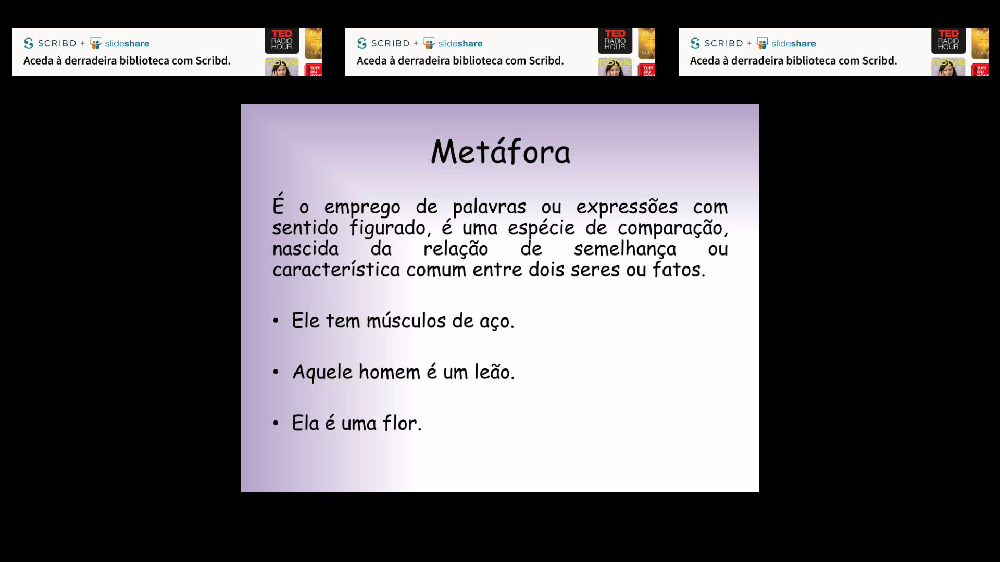 SCRIBD + slideshare
Aceda à derradeira biblioteca com Scribd.
TED
RADIO
HOUR
inStyle
SCRIBD + slideshare
Aceda à derradeira biblioteca com Scribd.
TED
RADIO
HOUR
inStyle
SCRIBD + slideshare
Aceda à derradeira biblioteca com Scribd.
TED
RADIO
HOUR
inStyle
Metáfora
É o emprego de palavras ou expressões com
sentido figurado, é uma espécie de comparação,
nascida da relação de semelhança ou
característica comum entre dois seres ou fatos.
• Ele tem músculos de aço.
• Aquele homem é um leão.
• Ela é uma flor.